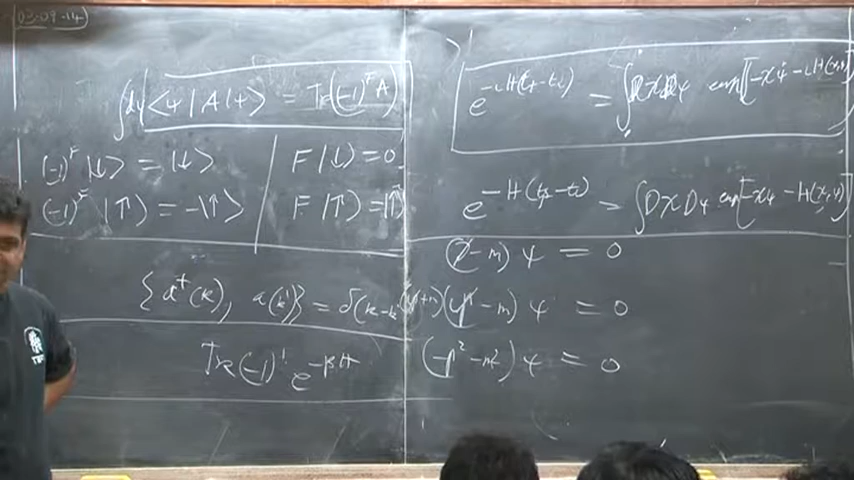 03-09-14
∫dψ ⟨ψ|A|ψ⟩ = Tr (-1)^F A
(-1)^F |↓⟩ = |↓⟩
(-1)^F |↑⟩ = -|↑⟩
F|↓⟩ = 0
F|↑⟩ = |↑⟩
{a†(k), a(k')} = δ(k-k')
Tr(-1)^F e^{-βH}
e^{-iH(t_f-t_i)} = ∫DχDψ exp[-χψ̇-iH(χ,ψ)]
e^{-H(t_f-t_i)} = ∫DχDψ exp[-χψ̇-H(χ,ψ)]
-m)ψ = 0
+m)( -m)ψ = 0
(-p²-m²)ψ = 0